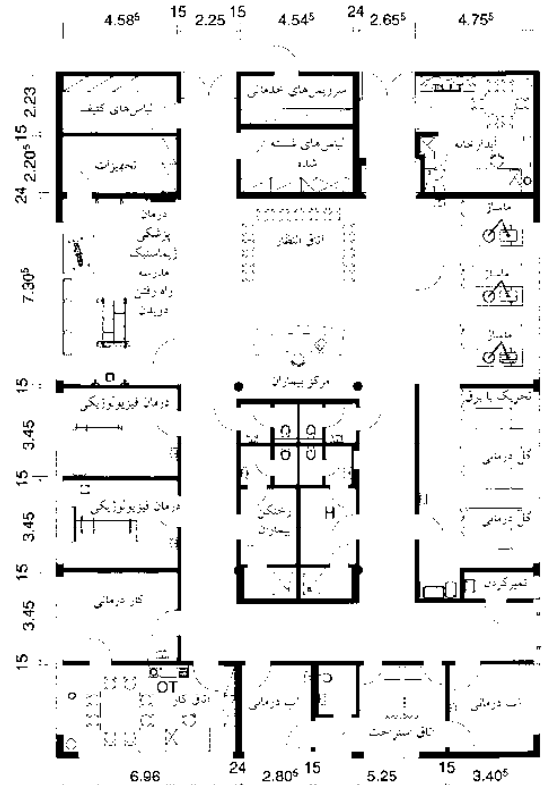 4.58⁵ 15 2.25 15 4.54⁵ 24 2.65⁵ 4.75⁵
2.23
15
2.20⁵
24
7.30⁵
15
3.45
15
3.45
15
3.45
15
لباس‌های کثیف
سرویس‌های خدماتی
آبدارخانه
تجهیزات
لباس‌های شسته
شده
درمان
پزشکی
ژیمناستیک
مدرسه
راه رفتن
دویدن
اتاق انتظار
ماساژ
ماساژ
ماساژ
مرکز بیماران
درمان فیزیولوژیکی
تحریک با برق
گل درمانی
درمان فیزیولوژیکی
رختکن
بیماران
H
گل درمانی
کار درمانی
تمیز کردن
OT
اتاق کار
آب درمانی
اتاق استراحت
آب درمانی
6.96 24 2.80⁵ 15 5.25 15 3.40⁵